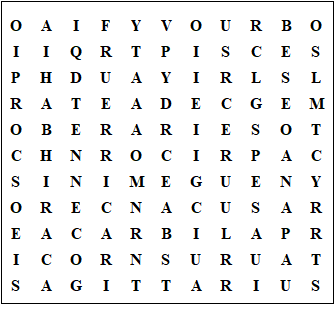 O A I F Y V O U R B O
I I Q R T P I S C E S
P H D U A Y I R L S L
R A T E A D E C G E M
O B E R A R I E S O T
C H N R O C I R P A C
S I N I M E G U E N Y
O R E C N A C U S A R
E A C A R B I L A P R
I C O R N S U R U A T
S A G I T T A R I U S